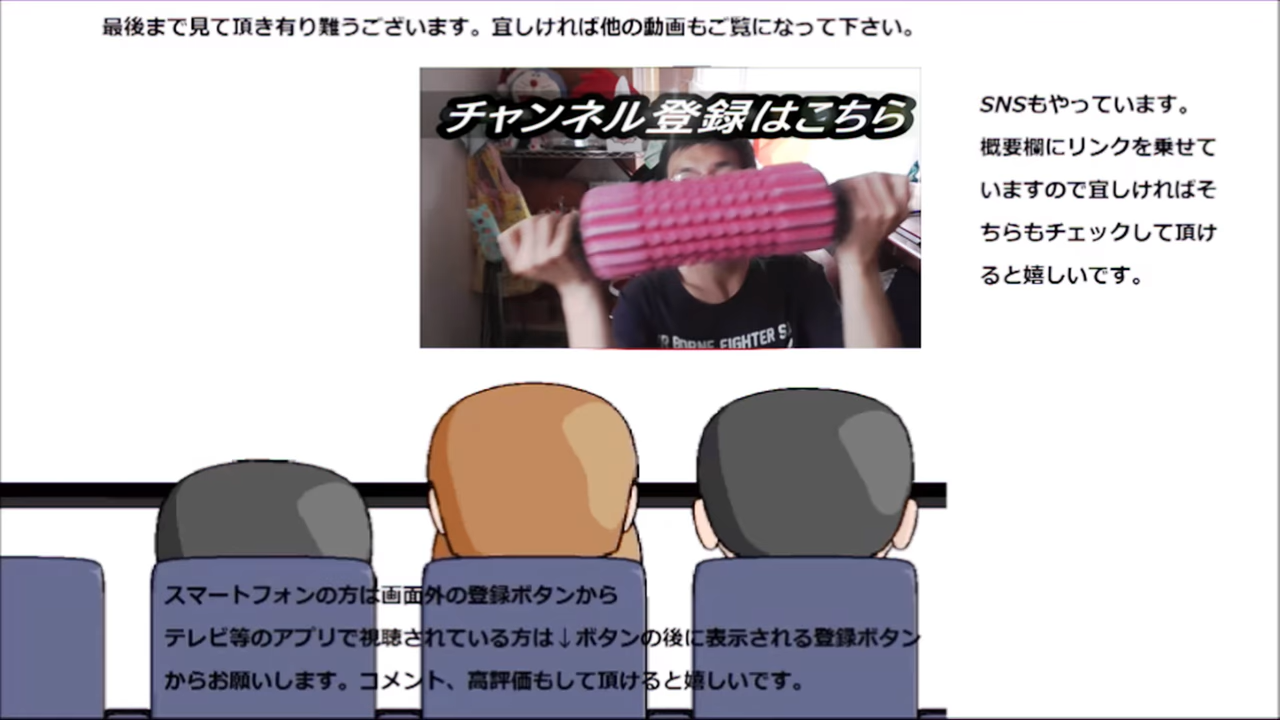 最後まで見て頂き有り難うございます。宜しければ他の動画もご覧になって下さい。
チャンネル登録はこちら
BORNE FIGHTER
SNSもやっています。
概要欄にリンクを乗せて
いますので宜しければそ
ちらもチェックして頂け
ると嬉しいです。
スマートフォンの方は画面外の登録ボタンから
テレビ等のアプリで視聴されている方は↓ボタンの後に表示される登録ボタン
からお願いします。コメント、高評価もして頂けると嬉しいです。